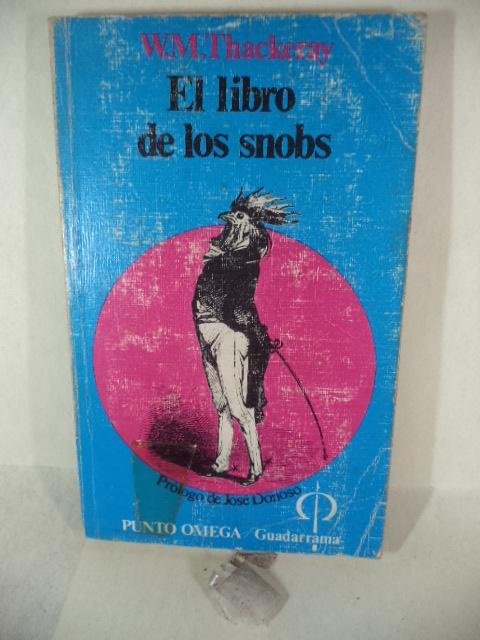 W.M.Thackeray
El libro
de los snobs
Prólogo de José Donoso
PUNTO OMEGA / Guadarrama